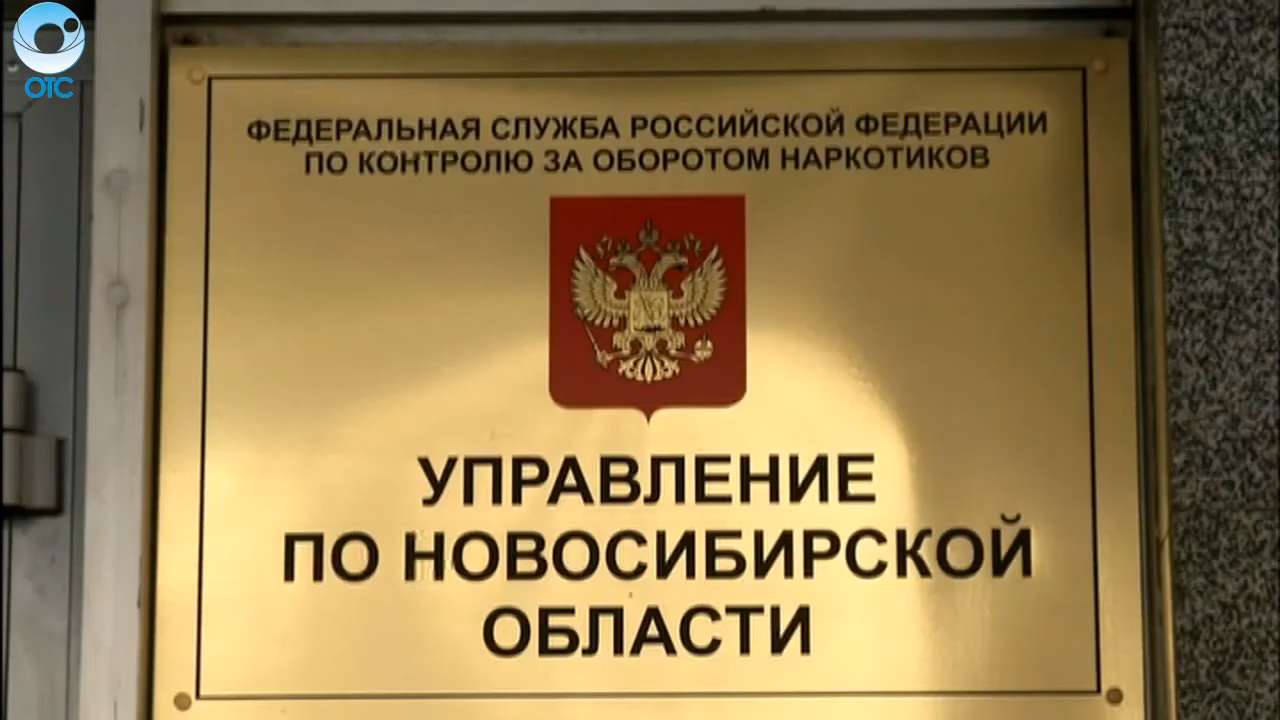 ОТС
ФЕДЕРАЛЬНАЯ СЛУЖБА РОССИЙСКОЙ ФЕДЕРАЦИИ
ПО КОНТРОЛЮ ЗА ОБОРОТОМ НАРКОТИКОВ
УПРАВЛЕНИЕ
ПО НОВОСИБИРСКОЙ
ОБЛАСТИ